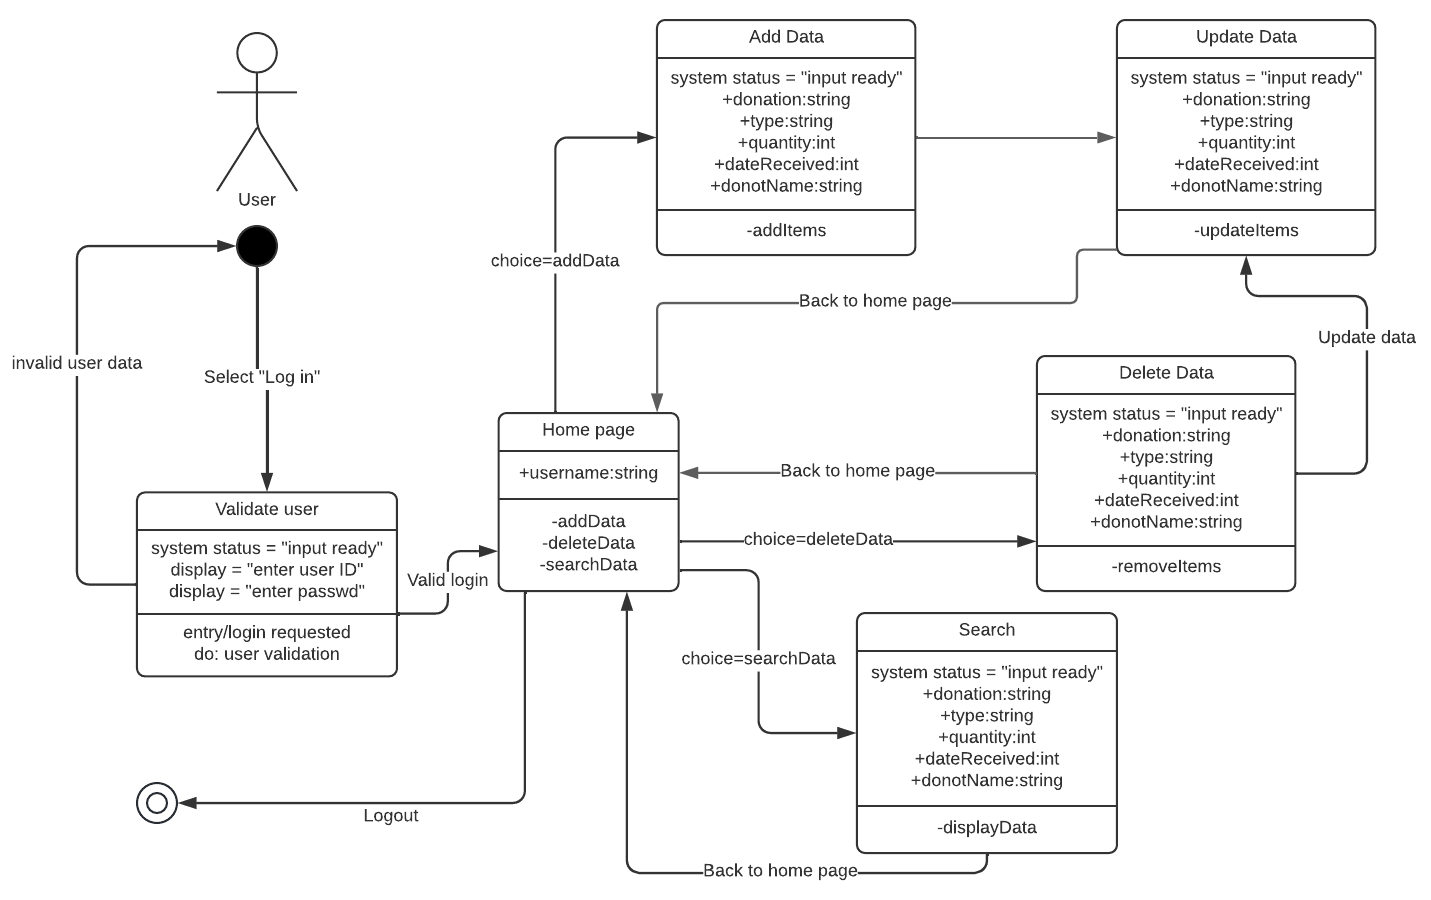 User
invalid user data
Select "Log in"
Validate user
system status = "input ready"
display = "enter user ID"
display = "enter passwd"
entry/login requested
do: user validation
Valid login
Logout
Home page
+username:string
-addData
-deleteData
-searchData
choice=addData
Add Data
system status = "input ready"
+donation:string
+type:string
+quantity:int
+dateReceived:int
+donotName:string
-addItems
Update Data
system status = "input ready"
+donation:string
+type:string
+quantity:int
+dateReceived:int
+donotName:string
-updateItems
Back to home page
Update data
Delete Data
system status = "input ready"
+donation:string
+type:string
+quantity:int
+dateReceived:int
+donotName:string
-removeItems
Back to home page
choice=deleteData
choice=searchData
Search
system status = "input ready"
+donation:string
+type:string
+quantity:int
+dateReceived:int
+donotName:string
-displayData
Back to home page